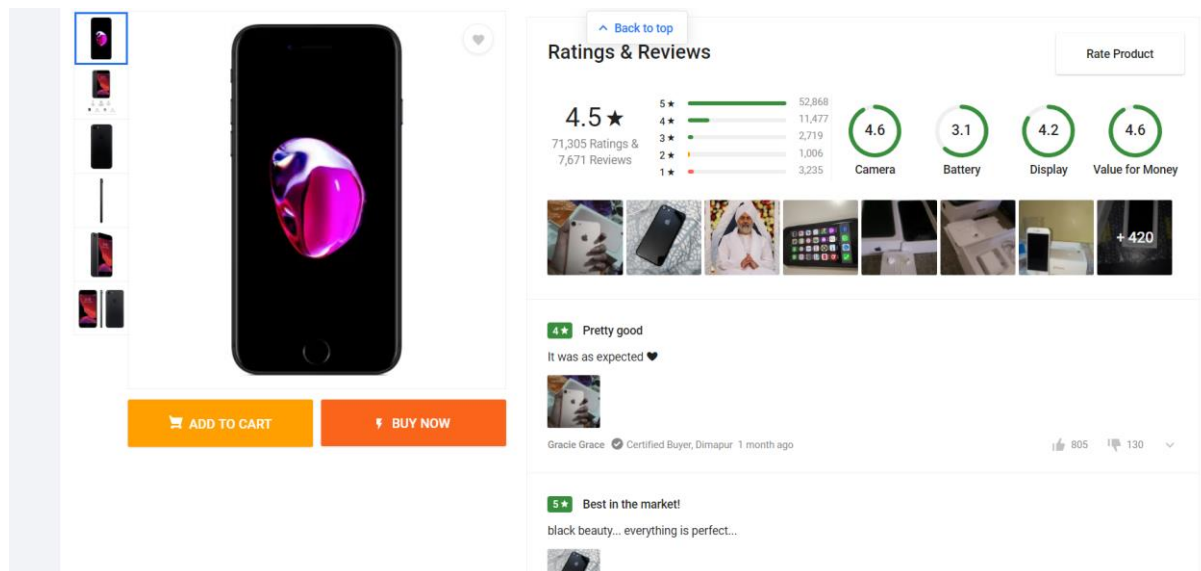 ADD TO CART
BUY NOW
Back to top
Ratings & Reviews
Rate Product
4.5★
71,305 Ratings &
7,671 Reviews
5★ 52,868
4★ 11,477
3★ 2,719
2★ 1,006
1★ 3,235
4.6
Camera
3.1
Battery
4.2
Display
4.6
Value for Money
+ 420
4★ Pretty good
It was as expected 🖤
Gracie Grace Certified Buyer, Dimapur 1 month ago 805 130
5★ Best in the market!
black beauty... everything is perfect...